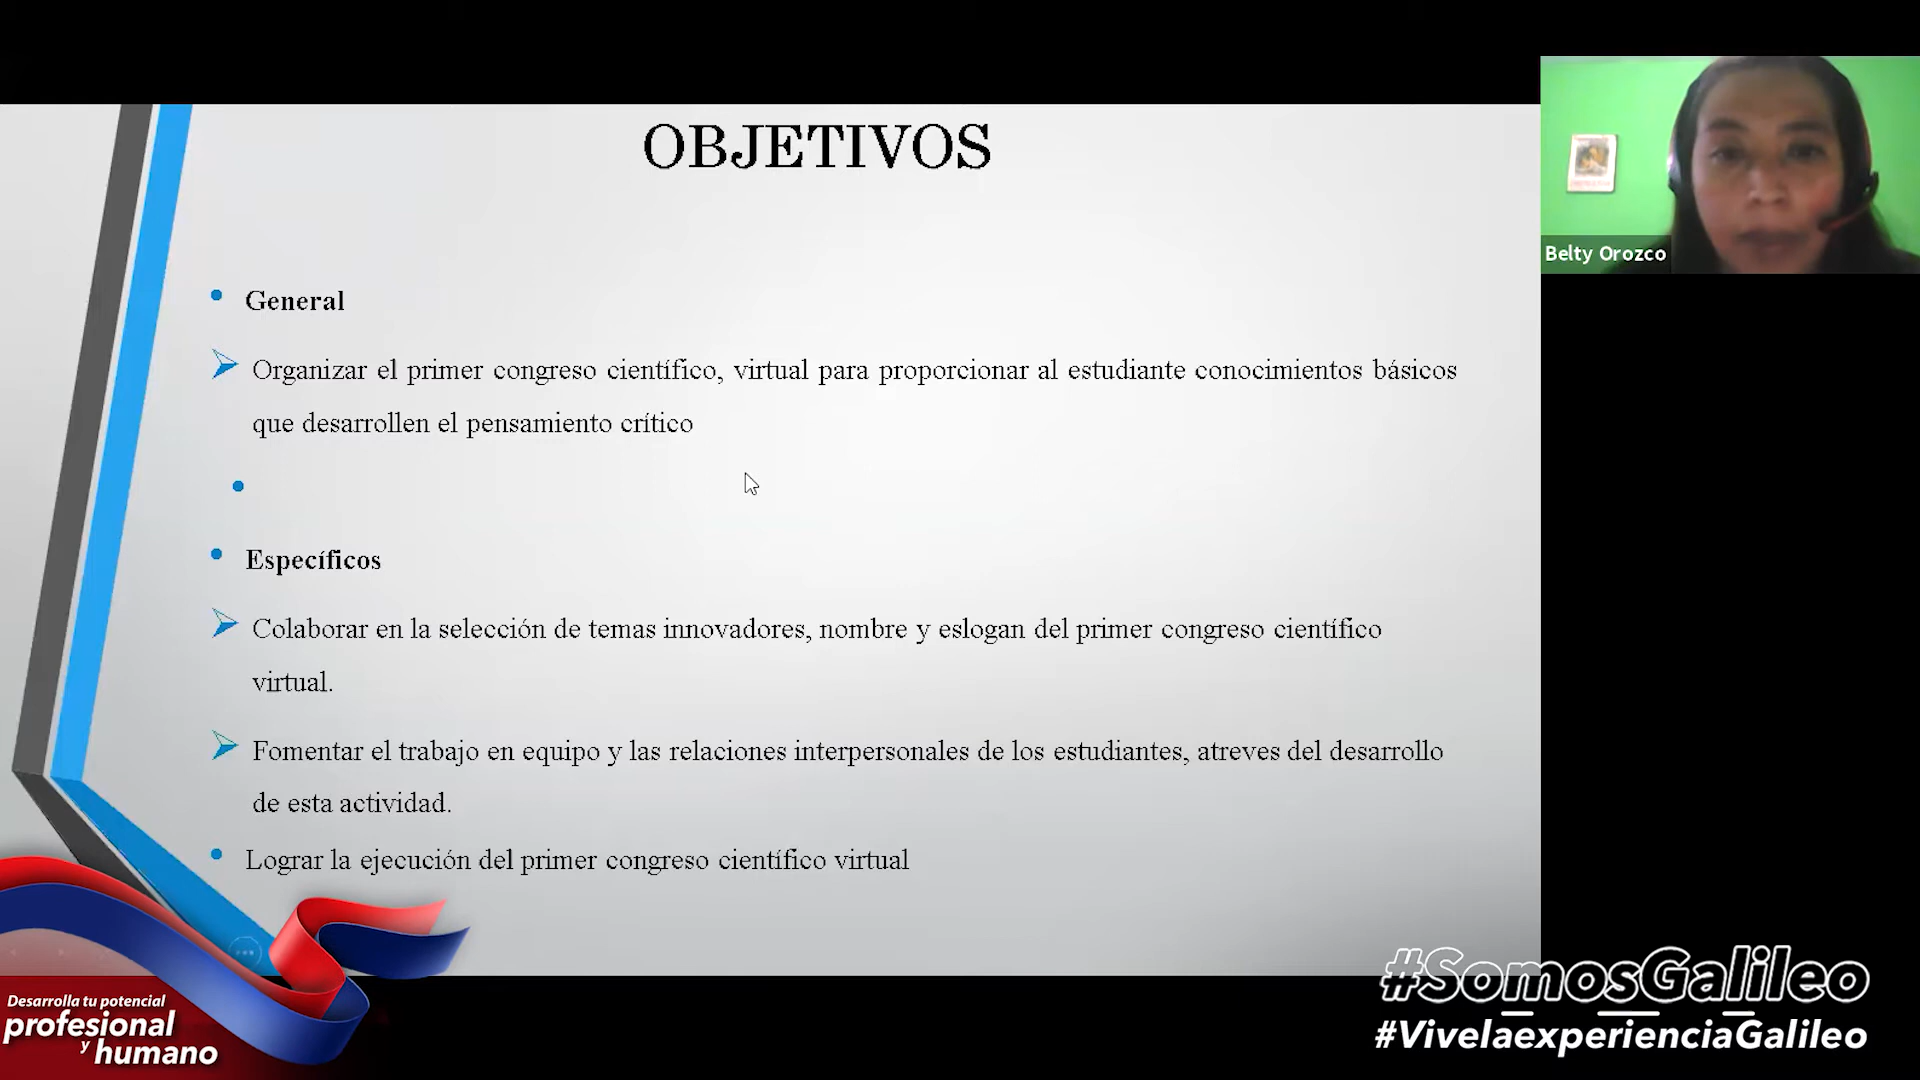 OBJETIVOS
General
Organizar el primer congreso científico, virtual para proporcionar al estudiante conocimientos básicos
que desarrollen el pensamiento crítico
Específicos
Colaborar en la selección de temas innovadores, nombre y eslogan del primer congreso científico
virtual.
Fomentar el trabajo en equipo y las relaciones interpersonales de los estudiantes, atreves del desarrollo
de esta actividad.
Lograr la ejecución del primer congreso científico virtual
Belty Orozco
Desarrolla tu potencial
profesional
y
humano
#SomosGalileo
#VivelaexperienciaGalileo